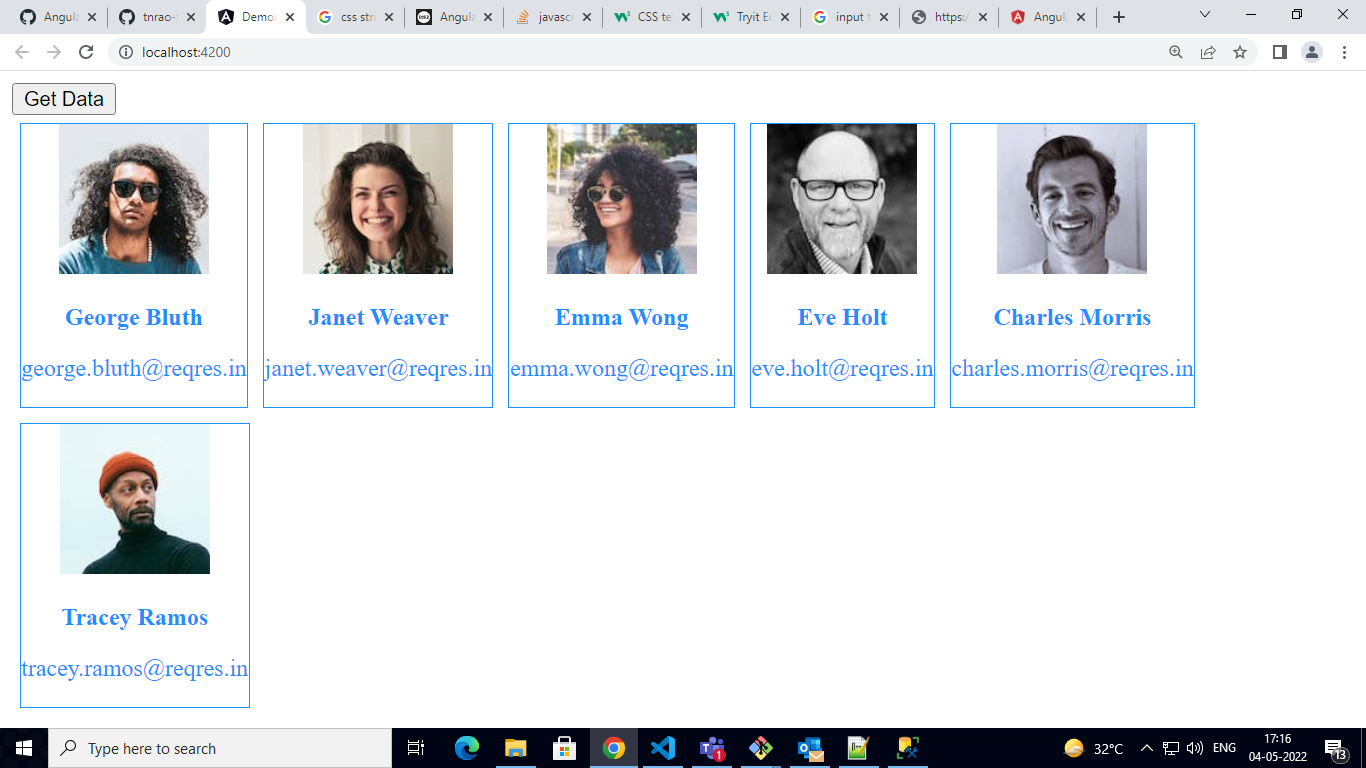 Angula
tnrao-t
Demo
css stri
Angula
javascr
CSS te
Tryit Ed
input t
https:/
Angula
localhost:4200
Get Data
George Bluth
george.bluth@reqres.in
Janet Weaver
janet.weaver@reqres.in
Emma Wong
emma.wong@reqres.in
Eve Holt
eve.holt@reqres.in
Charles Morris
charles.morris@reqres.in
Tracey Ramos
tracey.ramos@reqres.in
Type here to search
1
32°C
ENG
17:16
04-05-2022
13